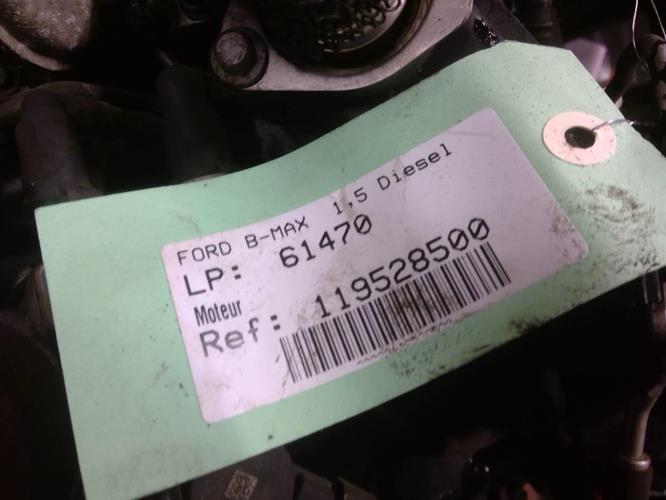 FORD B-MAX 1,5 Diesel
LP: 61470
Moteur
Ref: 119528500